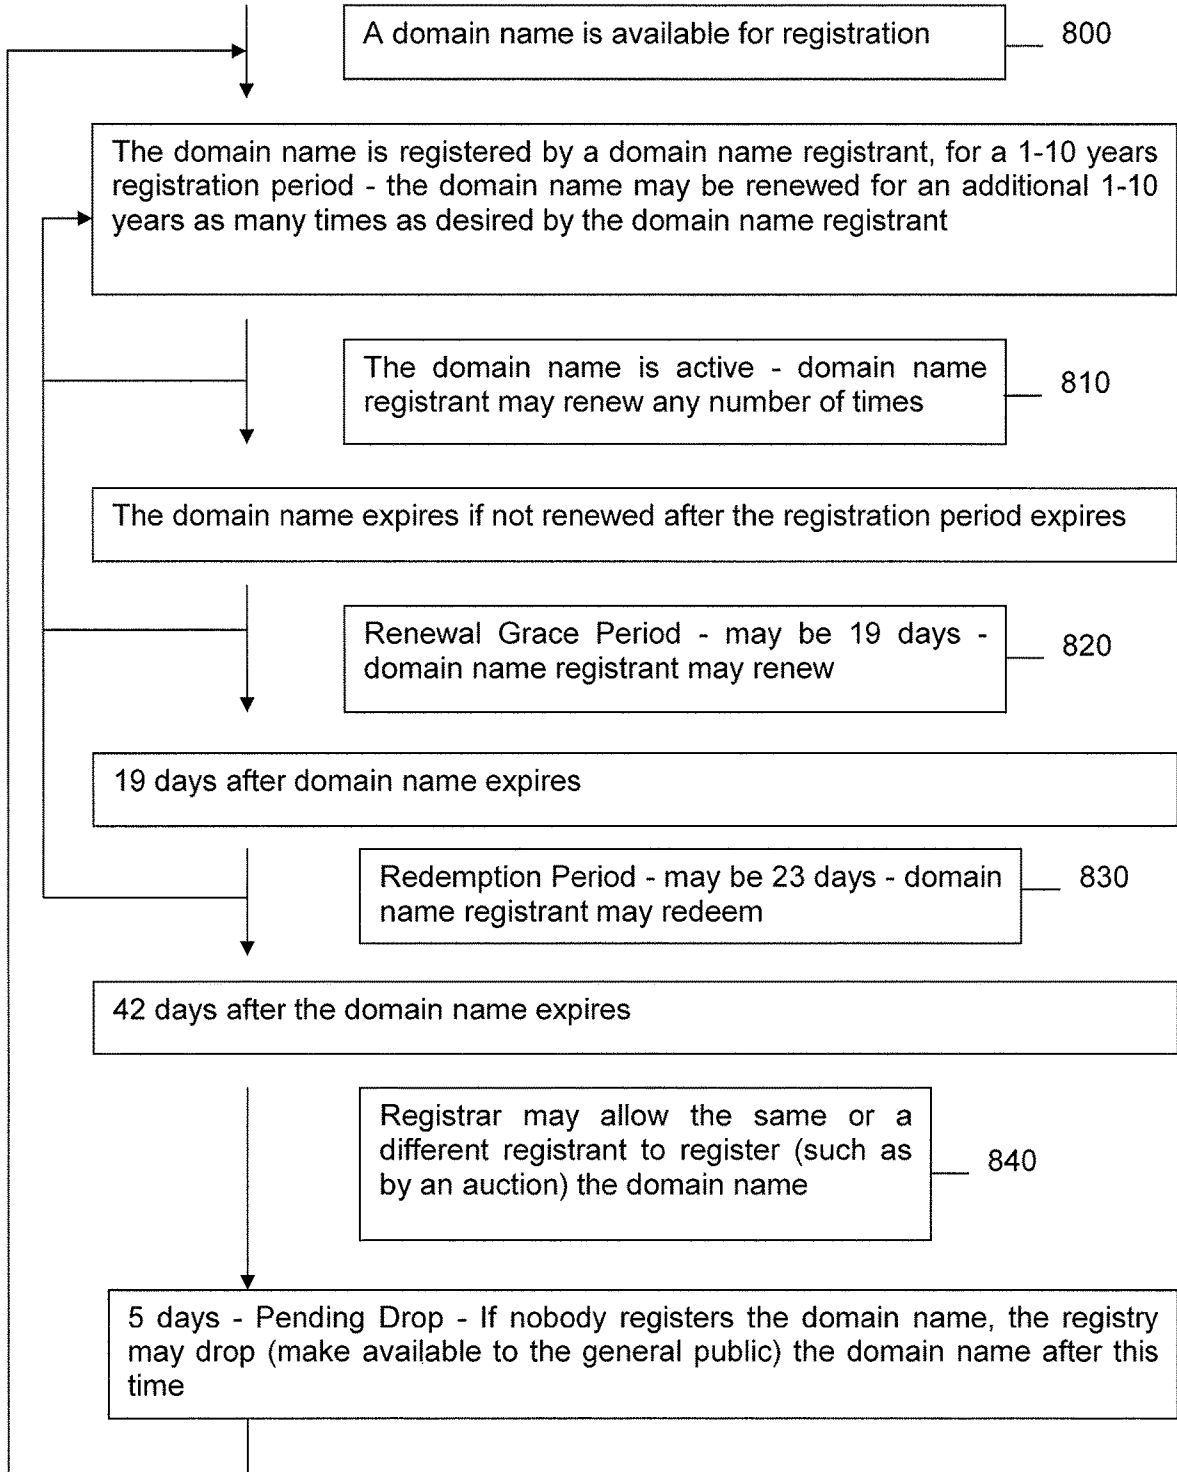 A domain name is available for registration
800
The domain name is registered by a domain name registrant, for a 1-10 years
registration period - the domain name may be renewed for an additional 1-10
years as many times as desired by the domain name registrant
The domain name is active - domain name
registrant may renew any number of times
810
The domain name expires if not renewed after the registration period expires
Renewal Grace Period - may be 19 days -
domain name registrant may renew
820
19 days after domain name expires
Redemption Period - may be 23 days - domain
name registrant may redeem
830
42 days after the domain name expires
Registrar may allow the same or a
different registrant to register (such as
by an auction) the domain name
840
5 days - Pending Drop - If nobody registers the domain name, the registry
may drop (make available to the general public) the domain name after this
time